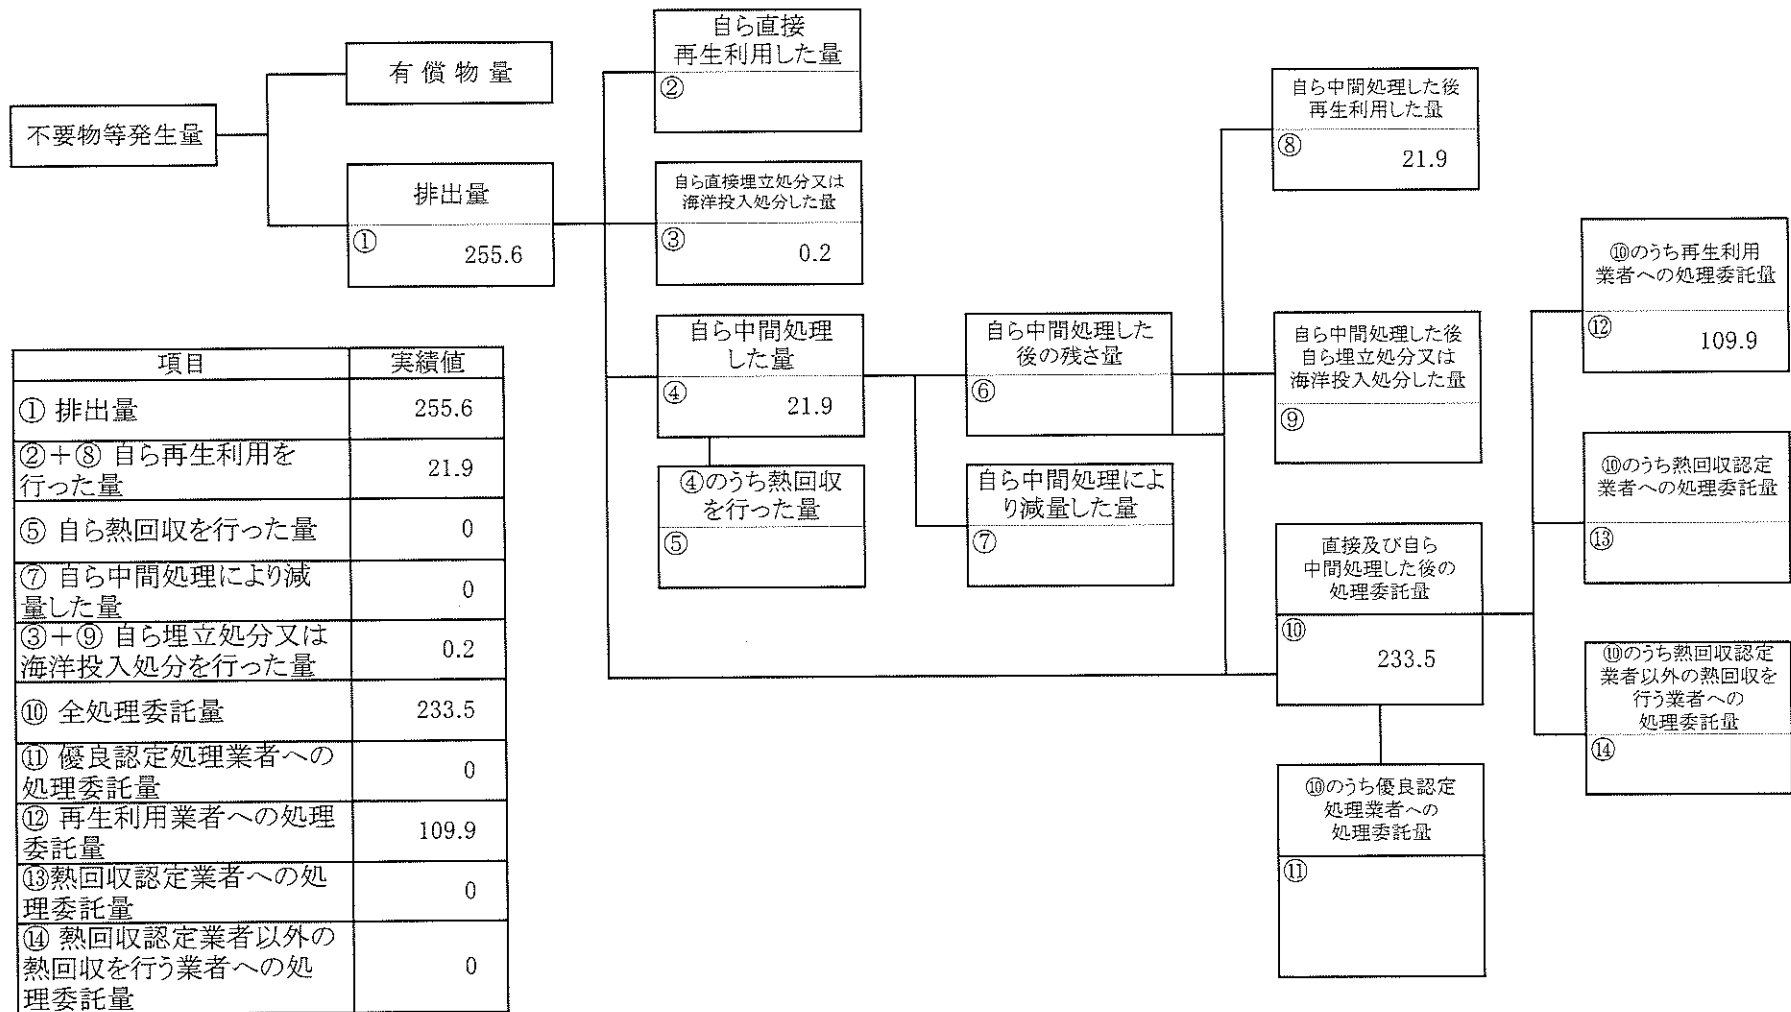 不要物等発生量
有償物量
排出量
①
255.6
自ら直接
再生利用した量
②
自ら直接埋立処分又は
海洋投入処分した量
③
0.2
自ら中間処理
した量
④
21.9
④のうち熱回収
を行った量
⑤
自ら中間処理した
後の残さ量
⑥
自ら中間処理によ
り減量した量
⑦
自ら中間処理した後
再生利用した量
⑧
21.9
自ら中間処理した後
自ら埋立処分又は
海洋投入処分した量
⑨
直接及び自ら
中間処理した後の
処理委託量
⑩
233.5
⑩のうち優良認定
処理業者への
処理委託量
⑪
⑩のうち再生利用
業者への処理委託量
⑫
109.9
⑩のうち熱回収認定
業者への処理委託量
⑬
⑩のうち熱回収認定
業者以外の熱回収を
行う業者への
処理委託量
⑭
項目 実績値
① 排出量 255.6
②+⑧ 自ら再生利用を
行った量 21.9
⑤ 自ら熱回収を行った量 0
⑦ 自ら中間処理により減
量した量 0
③+⑨ 自ら埋立処分又は
海洋投入処分を行った量 0.2
⑩ 全処理委託量 233.5
⑪ 優良認定処理業者への
処理委託量 0
⑫ 再生利用業者への処理
委託量 109.9
⑬熱回収認定業者への処
理委託量 0
⑭ 熱回収認定業者以外の
熱回収を行う業者への処
理委託量 0